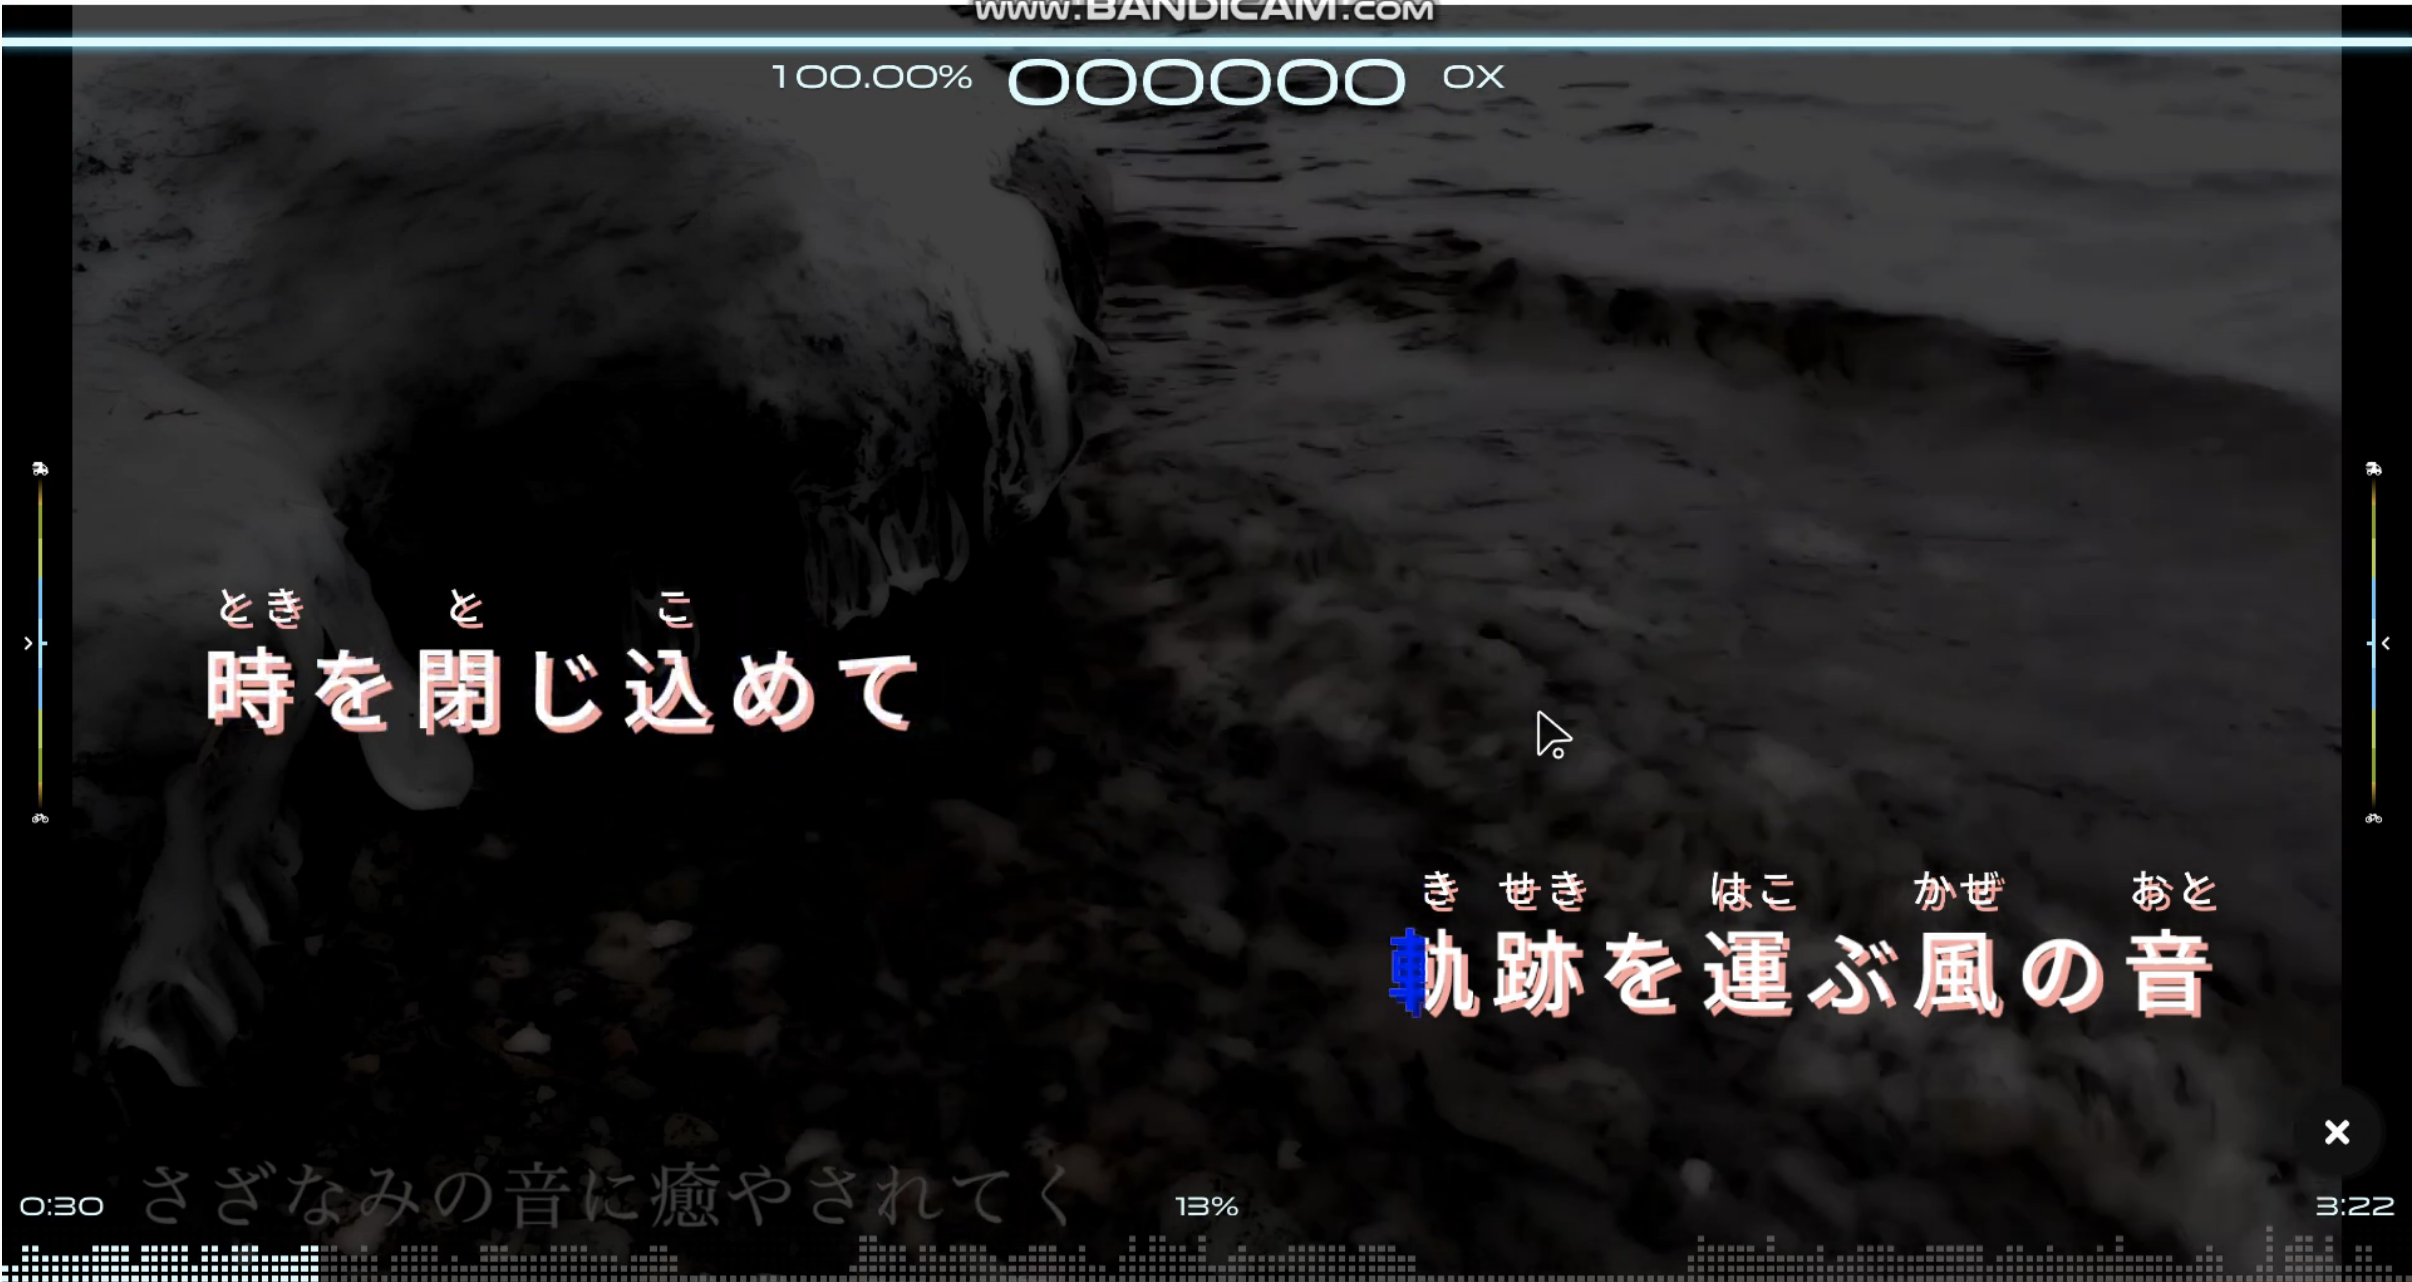 www.BANDICAM.com
100.00% 000000 0X
とき と こ
時を閉じ込めて
き せき はこ かぜ おと
軌跡を運ぶ風の音
さざなみの音に癒やされてく
0:30 13% 3:22